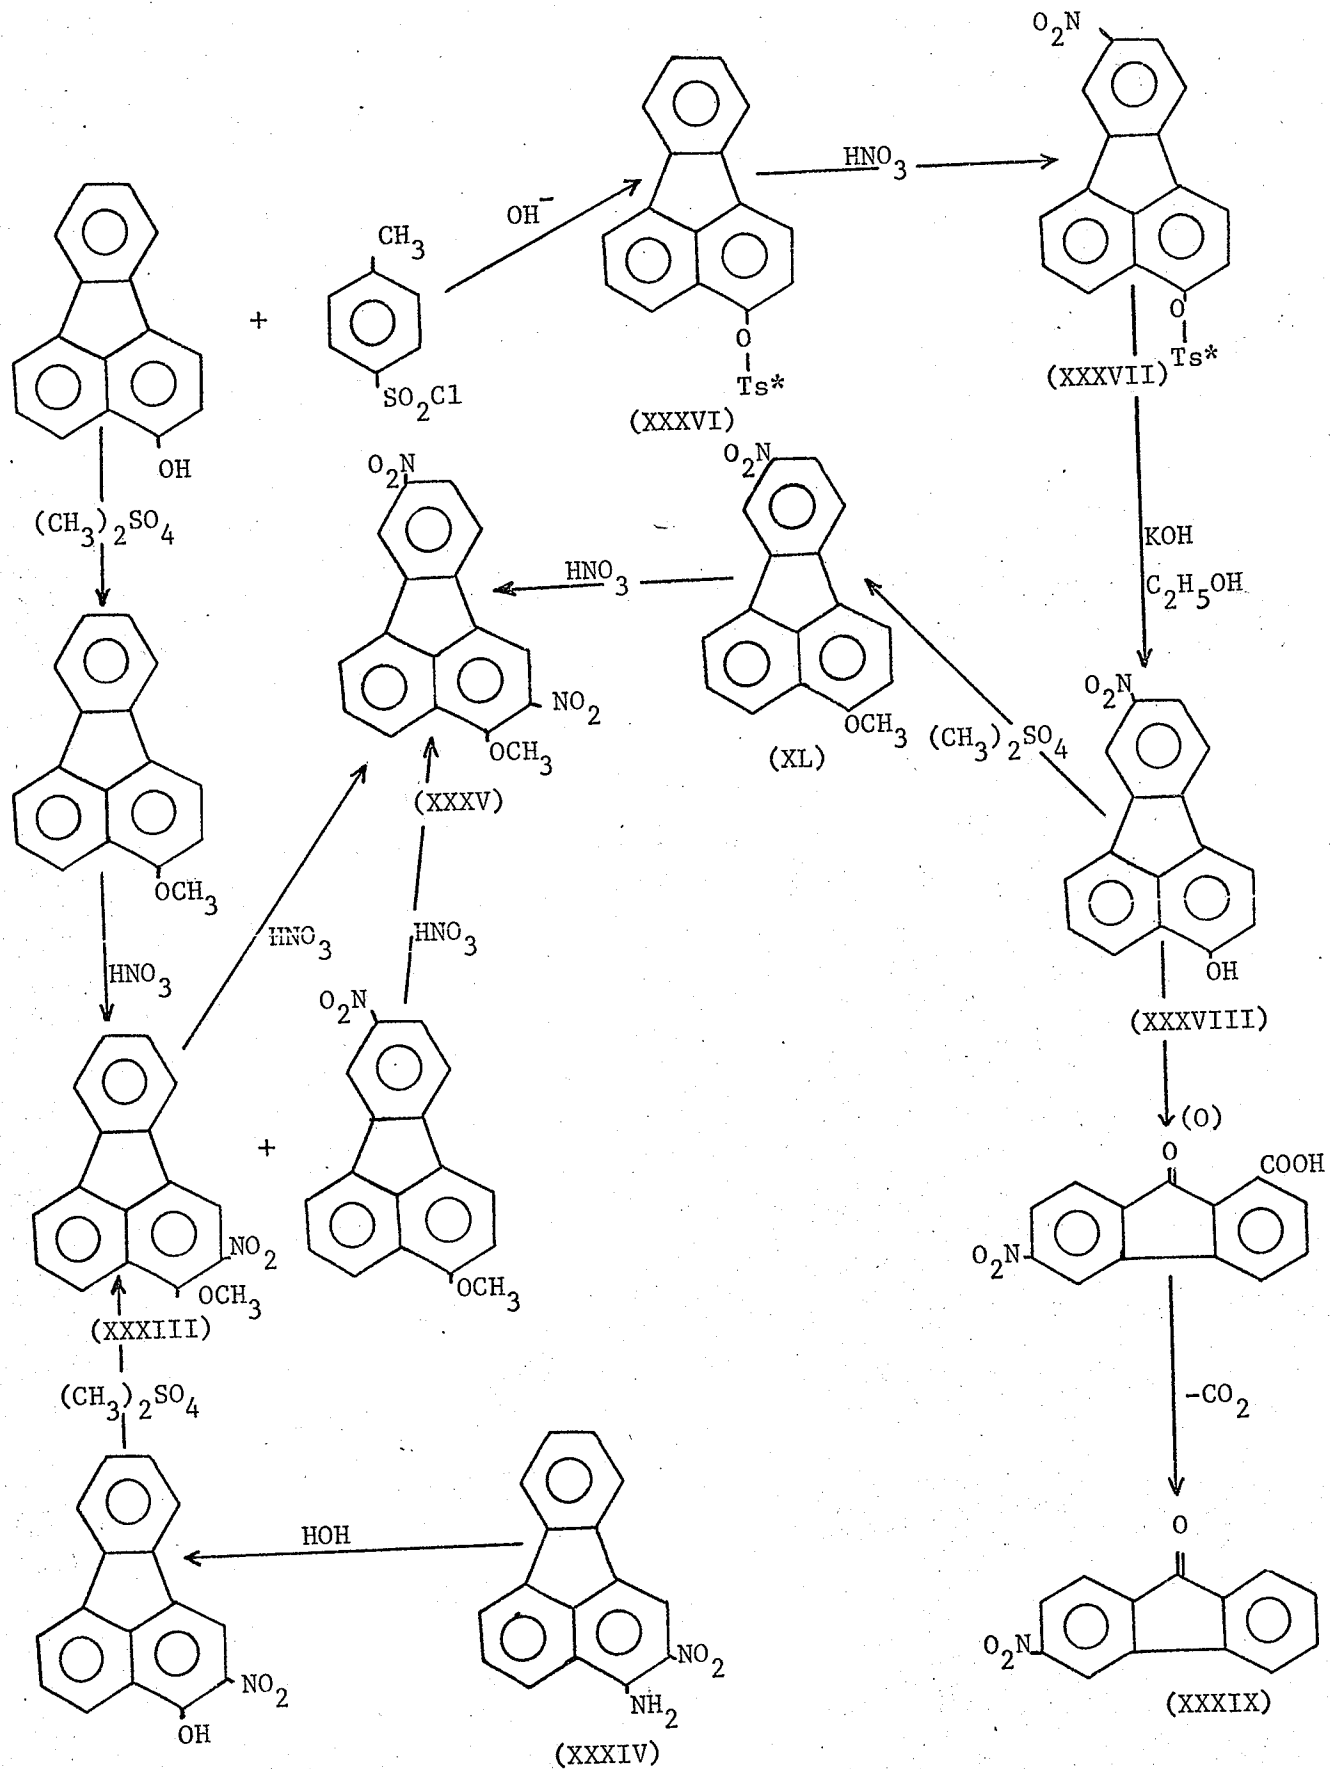 O2N
CH3
OH-
HNO3
+
SO2Cl
O
Ts*
(XXXVI)
O
Ts*
(XXXVII)
OH
(CH3)2SO4
O2N
O2N
HNO3
KOH
C2H5OH
NO2
OCH3
(XXXV)
OCH3
(XL)
(CH3)2SO4
O2N
OCH3
HNO3
HNO3
HNO3
OH
(XXXVIII)
O2N
+
(O)
NO2
OCH3
(XXXIII)
OCH3
O
COOH
O2N
(CH3)2SO4
-CO2
HOH
O
NO2
OH
NO2
NH2
(XXXIV)
O2N
(XXXIX)